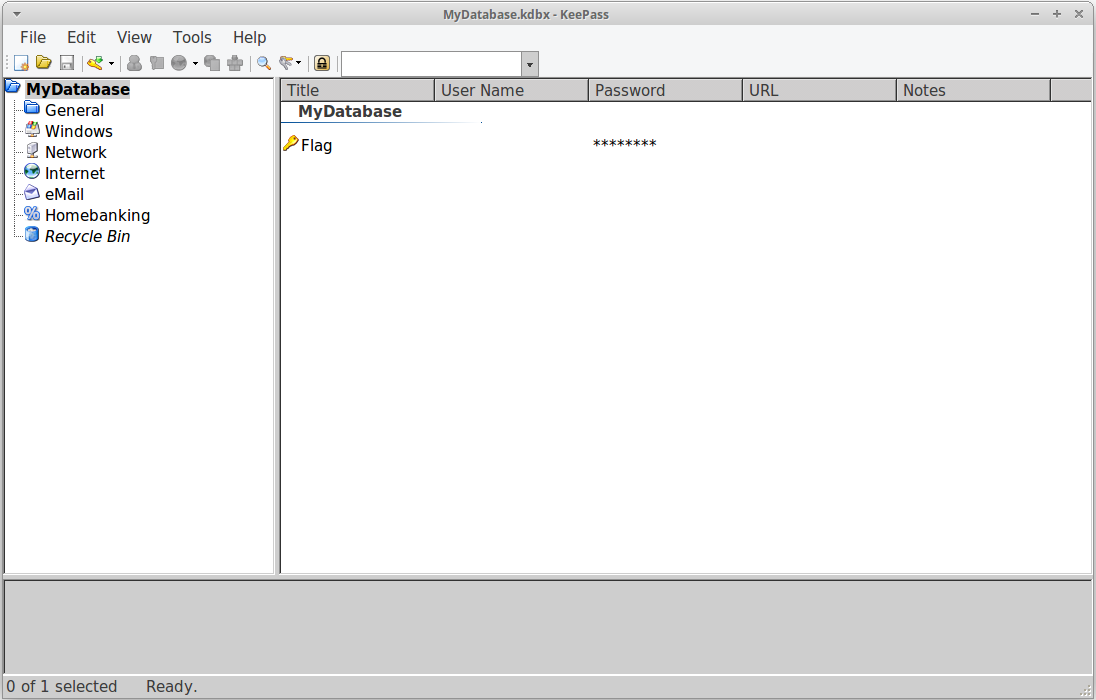 MyDatabase.kdbx - KeePass
File Edit View Tools Help
MyDatabase
General
Windows
Network
Internet
eMail
Homebanking
Recycle Bin
Title User Name Password URL Notes
MyDatabase
Flag ********
0 of 1 selected Ready.